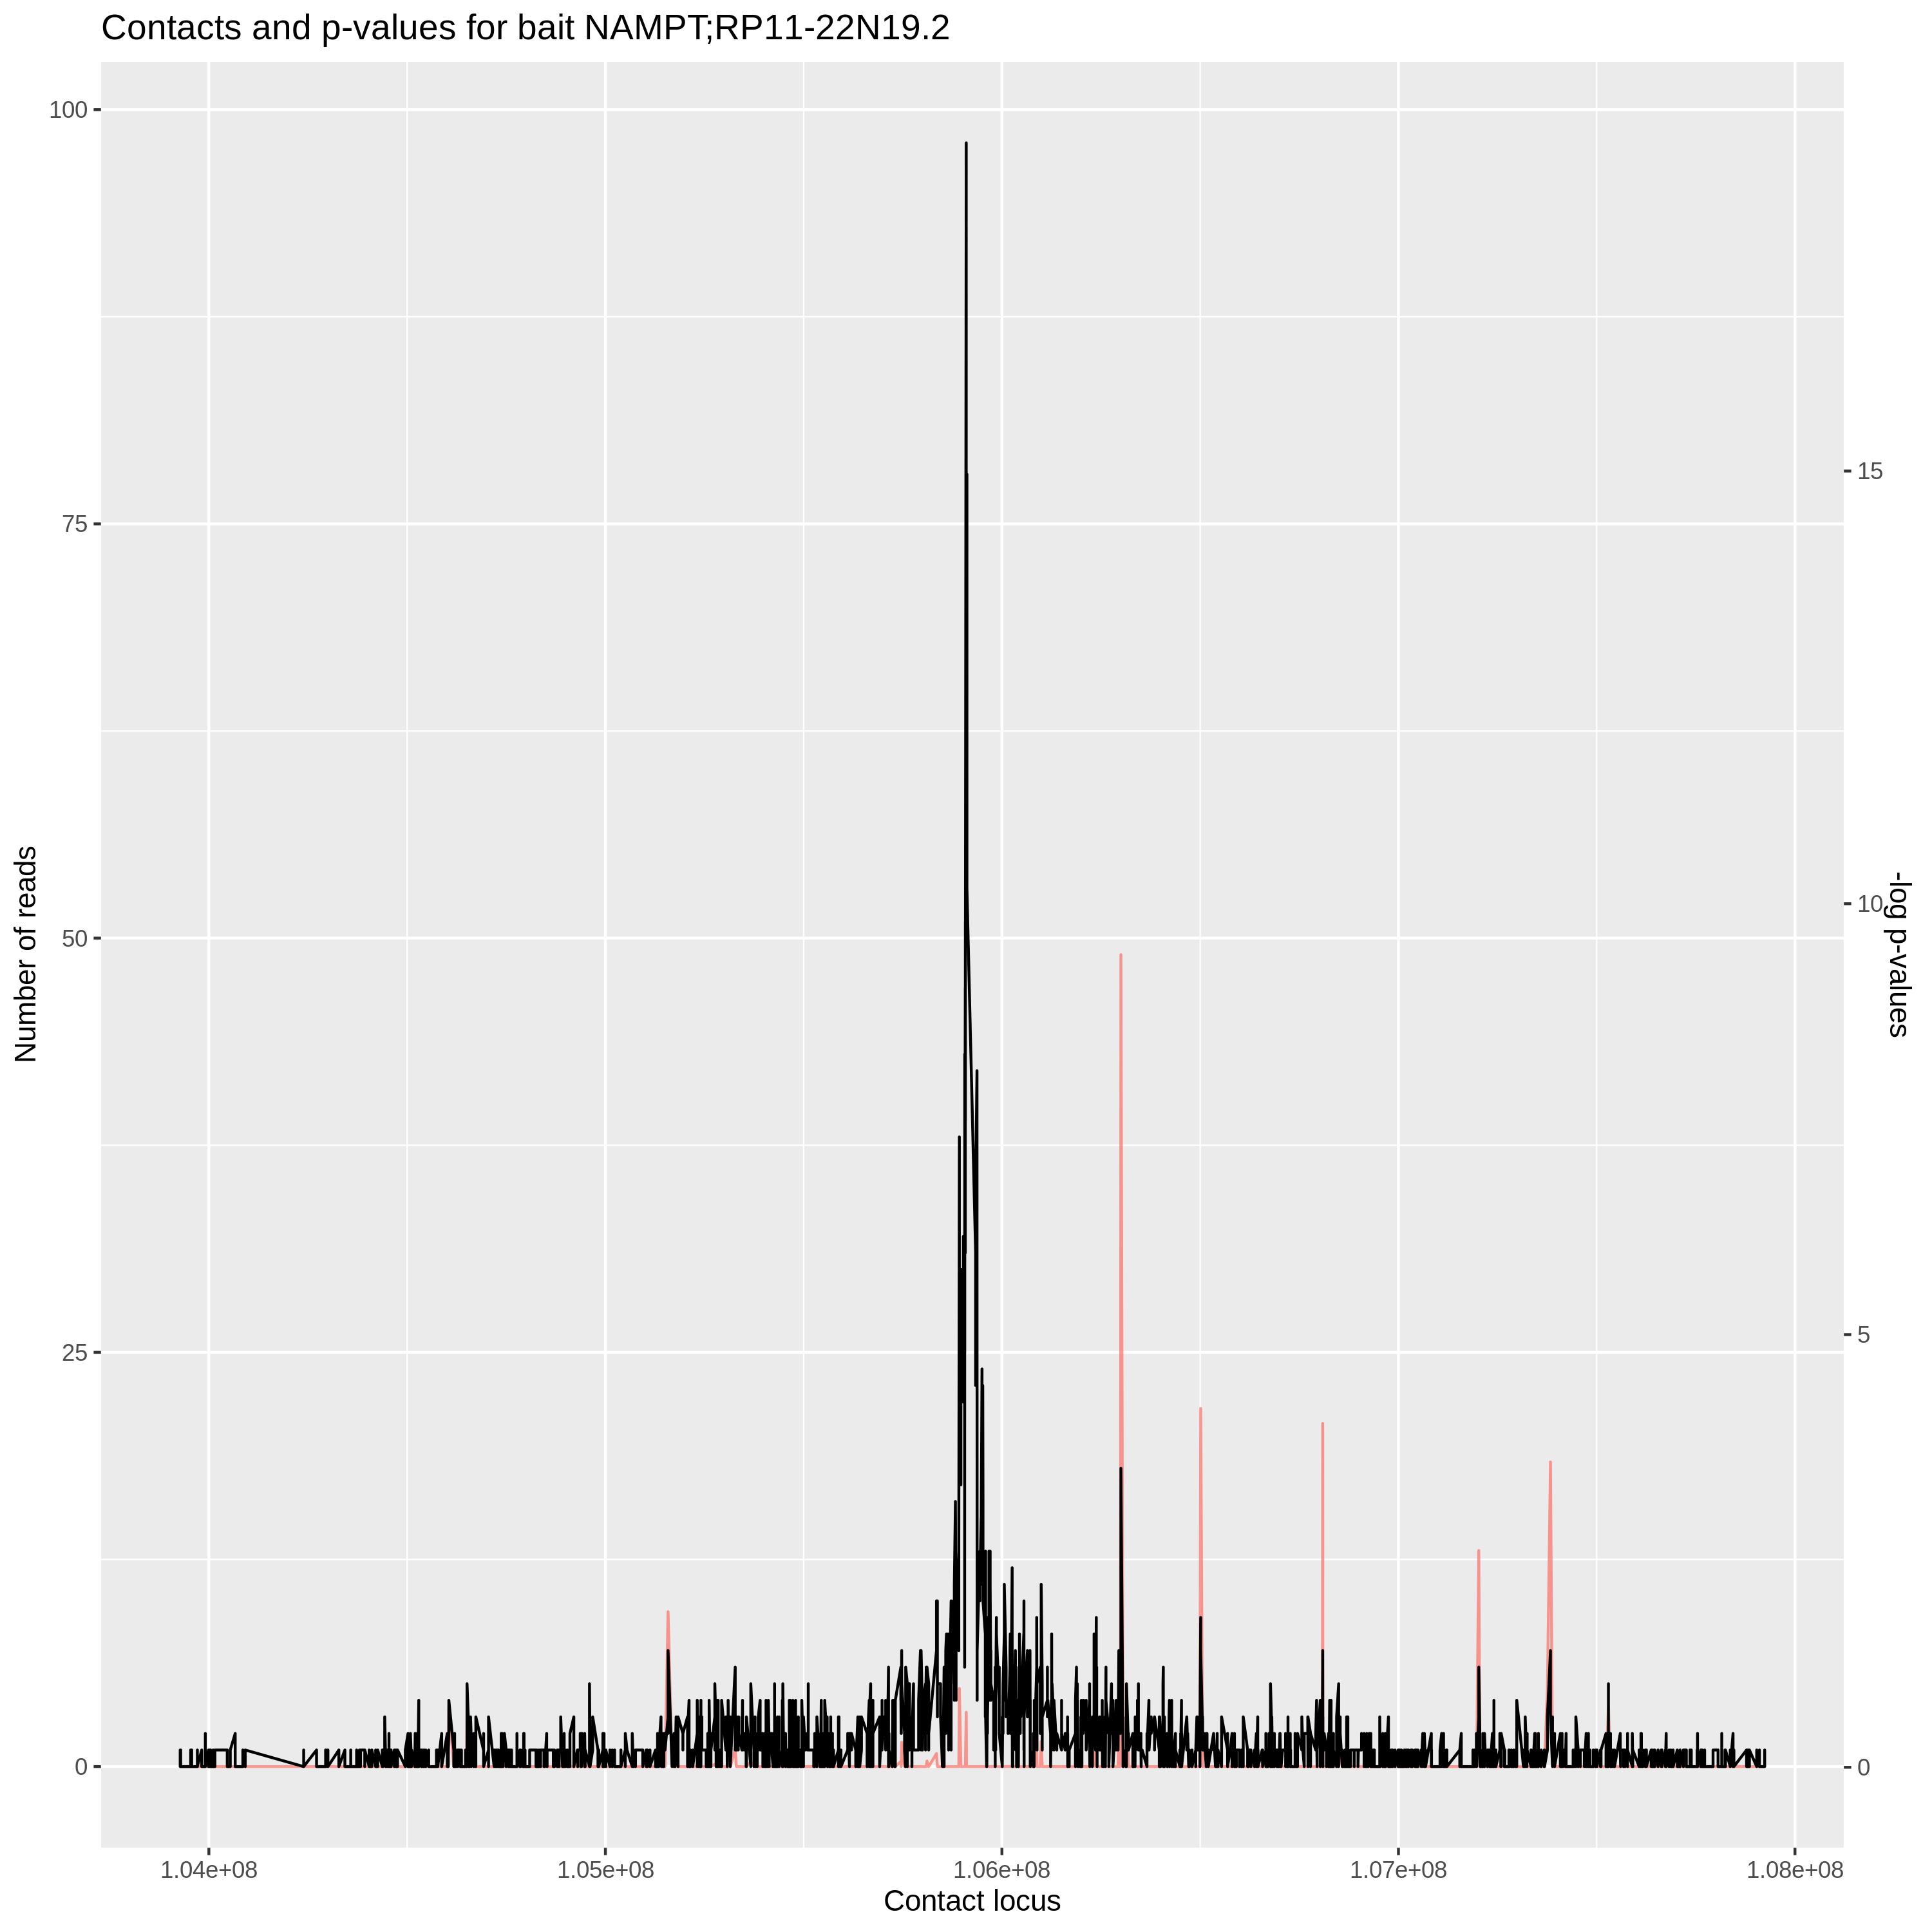 Contacts and p-values for bait NAMPT;RP11-22N19.2
100
75
50
25
0
Number of reads
15
10
5
0
-log p-values
1.04e+08
1.05e+08
1.06e+08
1.07e+08
1.08e+08
Contact locus